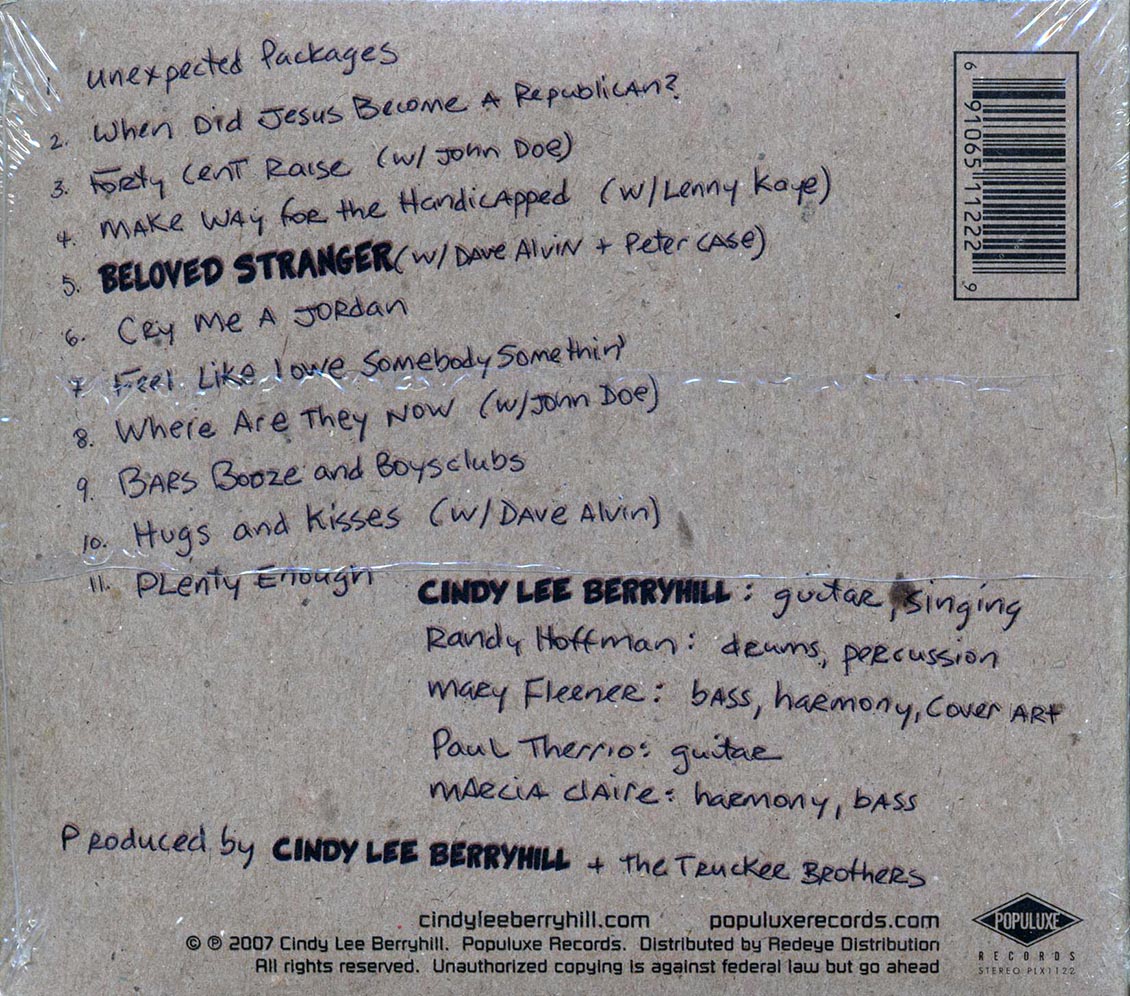 1. Unexpected Packages
2. When Did Jesus Become A Republican?
3. Forty Cent Raise (w/ John Doe)
4. Make Way for the Handicapped (w/ Lenny Kaye)
5. BELOVED STRANGER (w/ Dave Alvin + Peter Case)
6. Cry Me A Jordan
7 Feel Like I owe Somebody Somethin'
8. Where Are They Now (w/ John Doe)
9. Bars Booze and Boysclubs
10. Hugs and Kisses (w/ Dave Alvin)
11. Plenty Enough
CINDY LEE BERRYHILL : guitar, singing
Randy Hoffman : drums, percussion
Mary Fleener : bass, harmony, Cover Art
Paul Therrio : guitar
Marcia Claire : harmony, bass
Produced by CINDY LEE BERRYHILL + The Truckee Brothers
cindyleeberryhill.com populuxerecords.com
© ℗ 2007 Cindy Lee Berryhill. Populuxe Records. Distributed by Redeye Distribution
All rights reserved. Unauthorized copying is against federal law but go ahead
POPULUXE
RECORDS
STEREO PLX1122
6 91065 11222 9